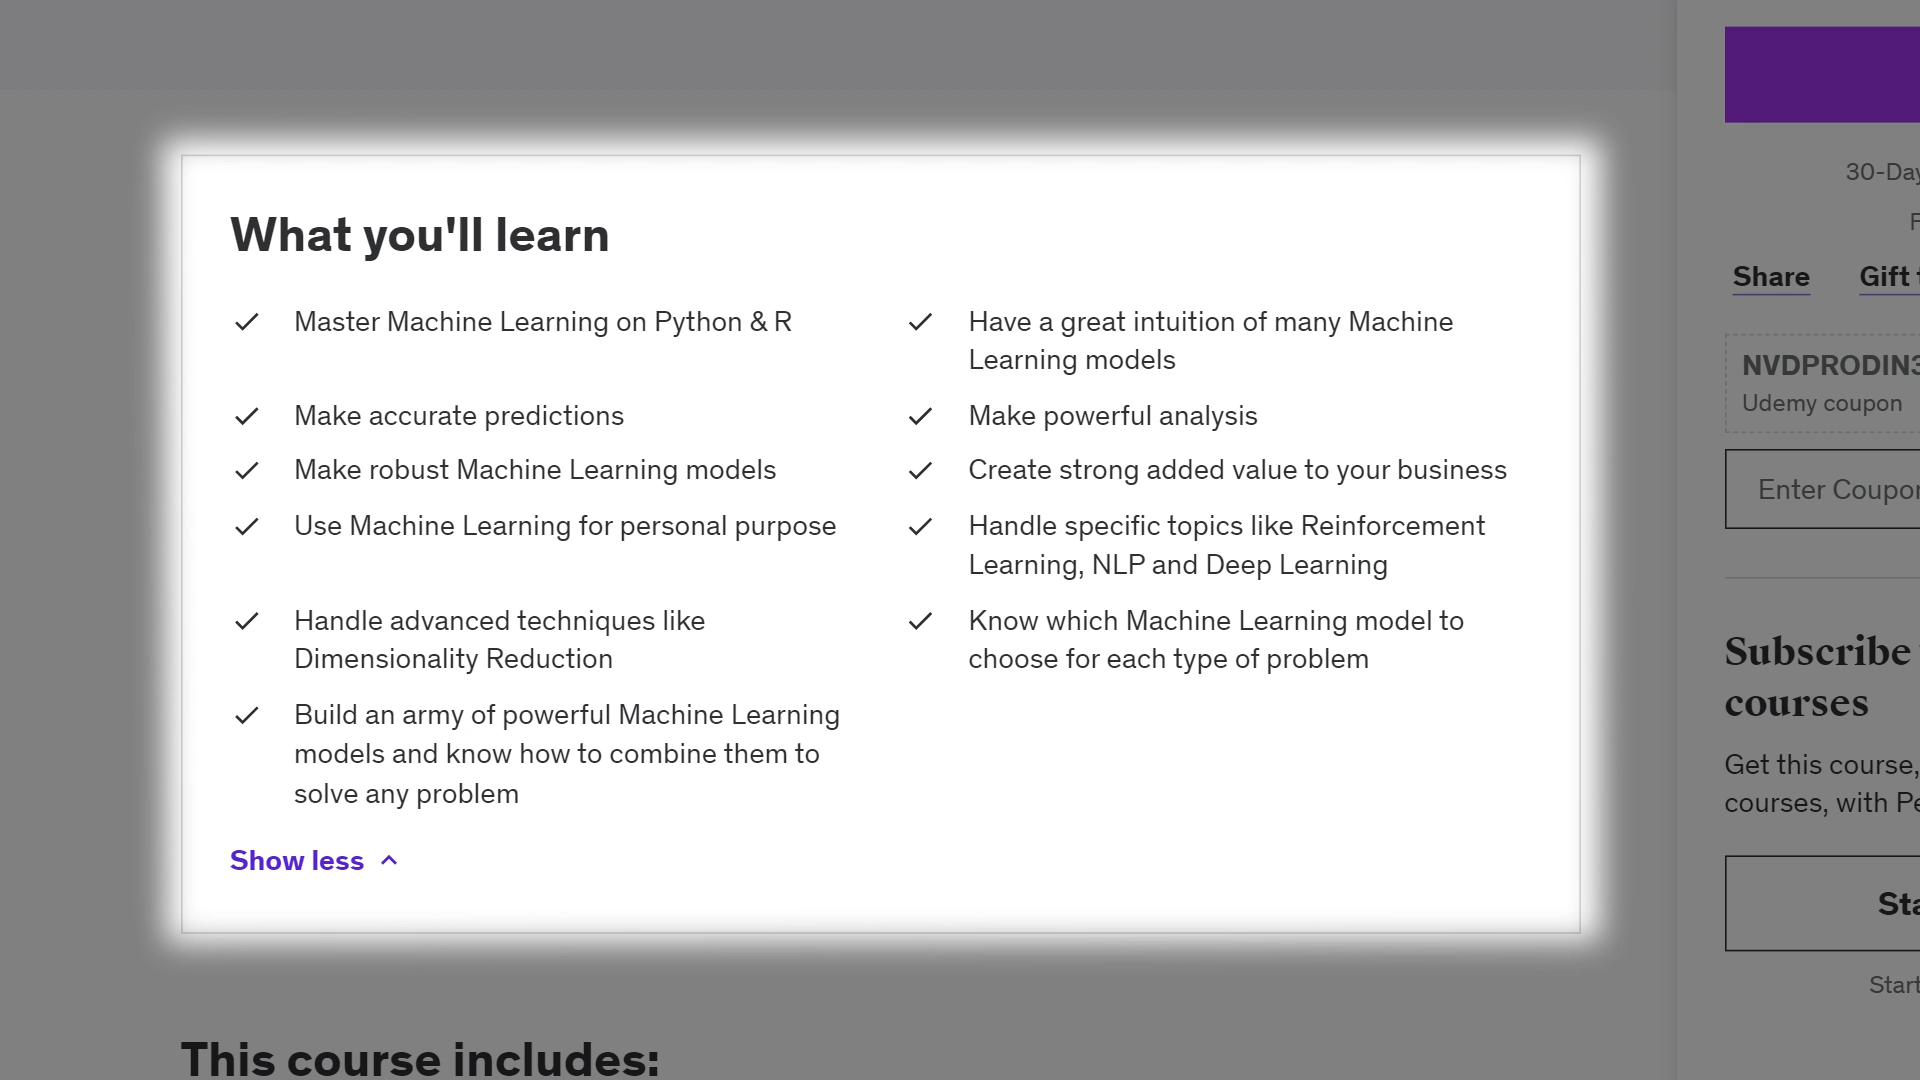 What you'll learn
Master Machine Learning on Python & R
Have a great intuition of many Machine
Learning models
Make accurate predictions
Make powerful analysis
Make robust Machine Learning models
Create strong added value to your business
Use Machine Learning for personal purpose
Handle specific topics like Reinforcement
Learning, NLP and Deep Learning
Handle advanced techniques like
Dimensionality Reduction
Know which Machine Learning model to
choose for each type of problem
Build an army of powerful Machine Learning
models and know how to combine them to
solve any problem
Show less
This course includes:
30-Day
Share
Gift
NVDPRODIN3
Udemy coupon
Enter Coupon
Subscribe
courses
Get this course,
courses, with
Start